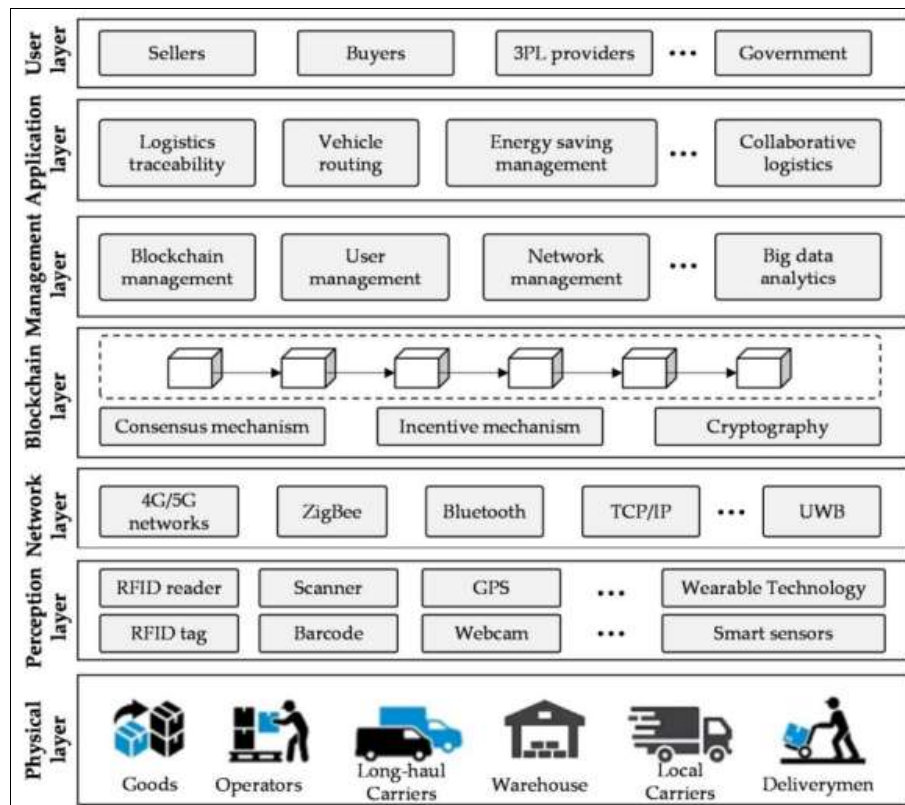 User layer
Sellers
Buyers
3PL providers
•••
Government
Application layer
Logistics traceability
Vehicle routing
Energy saving management
•••
Collaborative logistics
Management layer
Blockchain management
User management
Network management
•••
Big data analytics
Blockchain layer
Consensus mechanism
Incentive mechanism
Cryptography
Network layer
4G/5G networks
ZigBee
Bluetooth
TCP/IP
•••
UWB
Perception layer
RFID reader
Scanner
GPS
•••
Wearable Technology
RFID tag
Barcode
Webcam
•••
Smart sensors
Physical layer
Goods
Operators
Long-haul Carriers
Warehouse
Local Carriers
Deliverymen